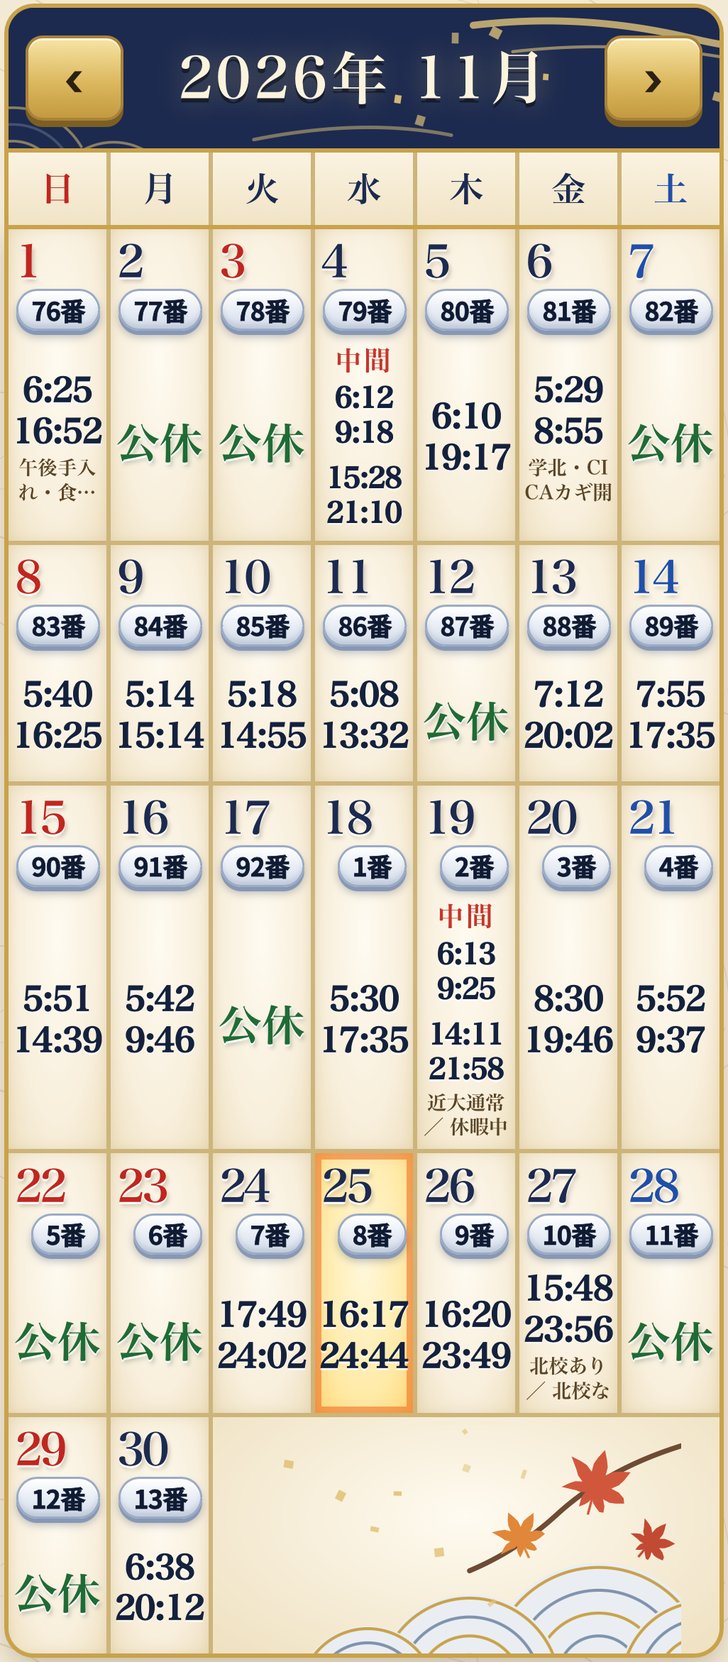 ‹ 2026年 11月 ›
日 月 火 水 木 金 土
1 2 3 4 5 6 7
76番 77番 78番 79番 80番 81番 82番
6:25
16:52
午後手入
れ・食…
公休
公休
中間
6:12
9:18
15:28
21:10
6:10
19:17
5:29
8:55
学北・CI
CAカギ開
公休
8 9 10 11 12 13 14
83番 84番 85番 86番 87番 88番 89番
5:40
16:25
5:14
15:14
5:18
14:55
5:08
13:32
公休
7:12
20:02
7:55
17:35
15 16 17 18 19 20 21
90番 91番 92番 1番 2番 3番 4番
5:51
14:39
5:42
9:46
公休
5:30
17:35
中間
6:13
9:25
14:11
21:58
近大通常
／ 休暇中
8:30
19:46
5:52
9:37
22 23 24 25 26 27 28
5番 6番 7番 8番 9番 10番 11番
公休
公休
17:49
24:02
16:17
24:44
16:20
23:49
15:48
23:56
北校あり
／ 北校な
公休
29 30
12番 13番
公休
6:38
20:12